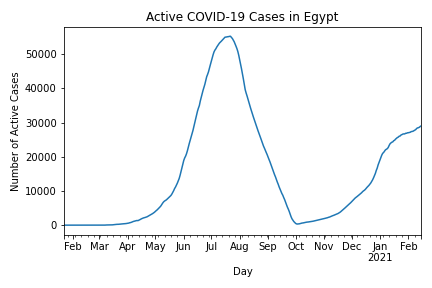 Active COVID-19 Cases in Egypt
Number of Active Cases
50000
40000
30000
20000
10000
0
Feb Mar Apr May Jun Jul Aug Sep Oct Nov Dec Jan Feb
2021
Day